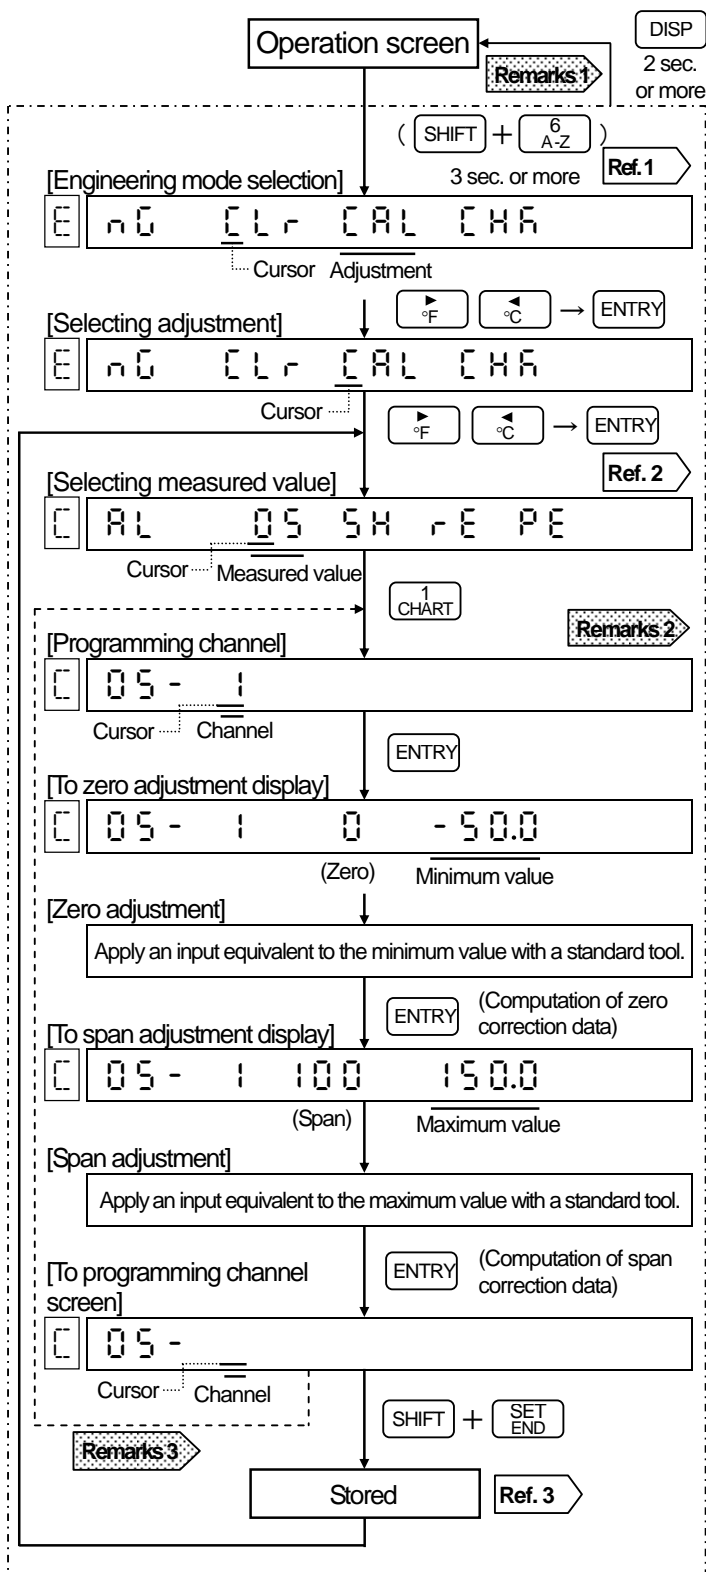 Operation screen
DISP
2 sec.
or more
Remarks 1
( SHIFT + 6 A-Z )
3 sec. or more
Ref. 1
[Engineering mode selection]
E nG CLr CAL CHA
Cursor Adjustment
► °F ◄ °C → ENTRY
[Selecting adjustment]
E nG CLr CAL CHA
Cursor
► °F ◄ °C → ENTRY
Ref. 2
[Selecting measured value]
C AL 05 SH rE PE
Cursor Measured value
1 CHART
Remarks 2
[Programming channel]
C 05- 1
Cursor Channel
ENTRY
[To zero adjustment display]
C 05- 1 0 -50.0
(Zero) Minimum value
[Zero adjustment]
Apply an input equivalent to the minimum value with a standard tool.
ENTRY (Computation of zero
correction data)
[To span adjustment display]
C 05- 1 100 150.0
(Span) Maximum value
[Span adjustment]
Apply an input equivalent to the maximum value with a standard tool.
ENTRY (Computation of span
correction data)
[To programming channel
screen]
C 05-
Cursor Channel
SHIFT + SET END
Remarks 3
Stored
Ref. 3